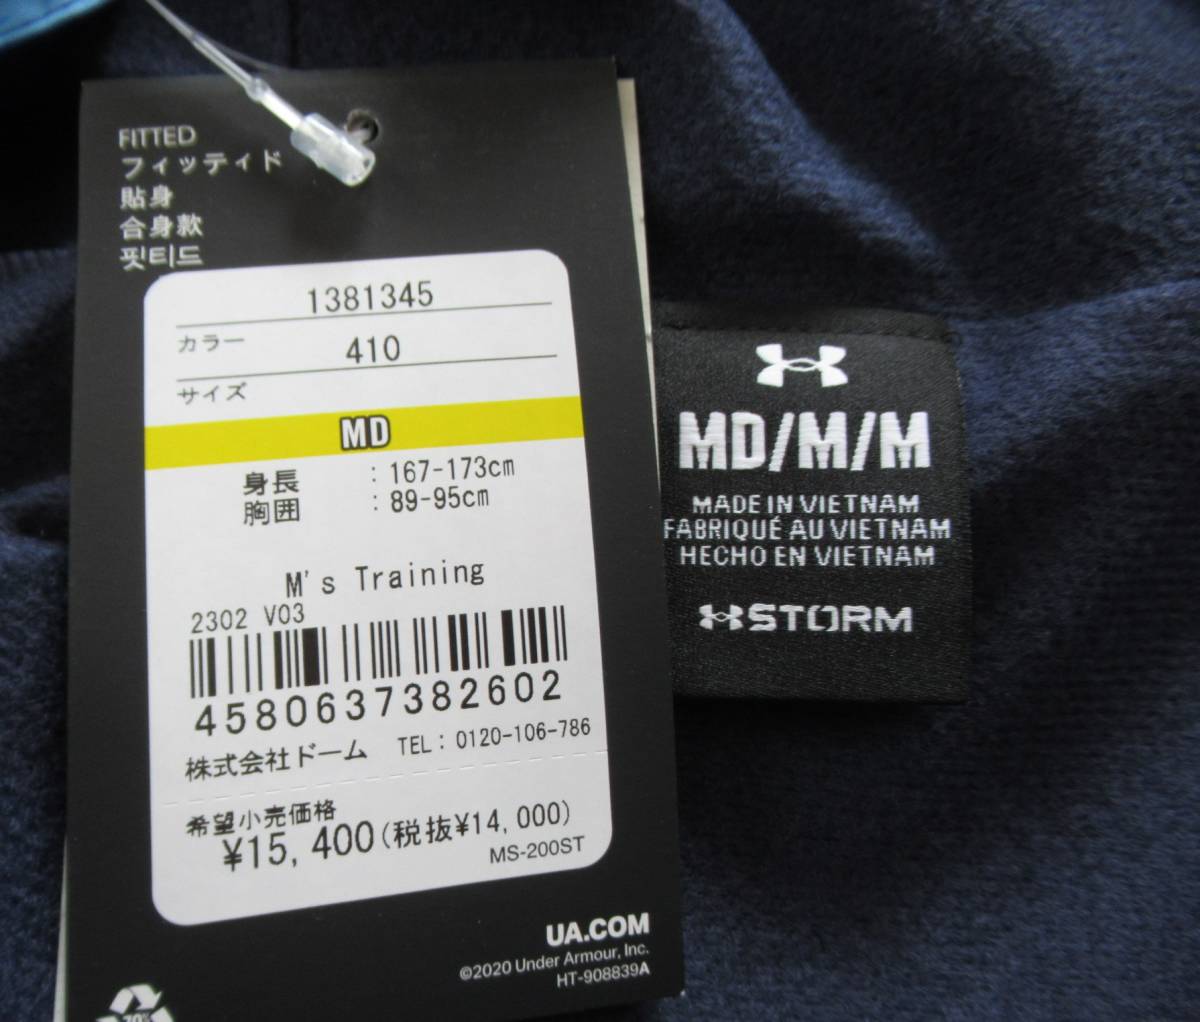 FITTED
フィッティド
貼身
合身款
핏티드
1381345
カラー 410
サイズ
MD
身長 : 167-173cm
胸囲 : 89-95cm
M's Training
2302 V03
4580637382602
株式会社ドーム TEL: 0120-106-786
希望小売価格
¥15,400(税抜¥14,000)
MS-200ST
UA.COM
©2020 Under Armour, Inc.
HT-908839A
70%
MD/M/M
MADE IN VIETNAM
FABRIQUÉ AU VIETNAM
HECHO EN VIETNAM
STORM